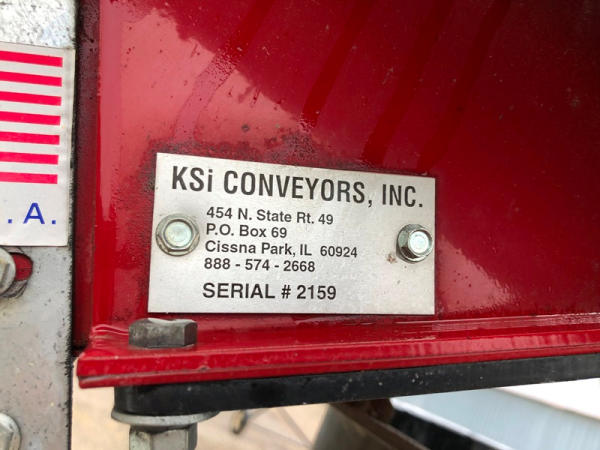 KSi CONVEYORS, INC.
454 N. State Rt. 49
P.O. Box 69
Cissna Park, IL 60924
888 - 574 - 2668
SERIAL # 2159
. A.